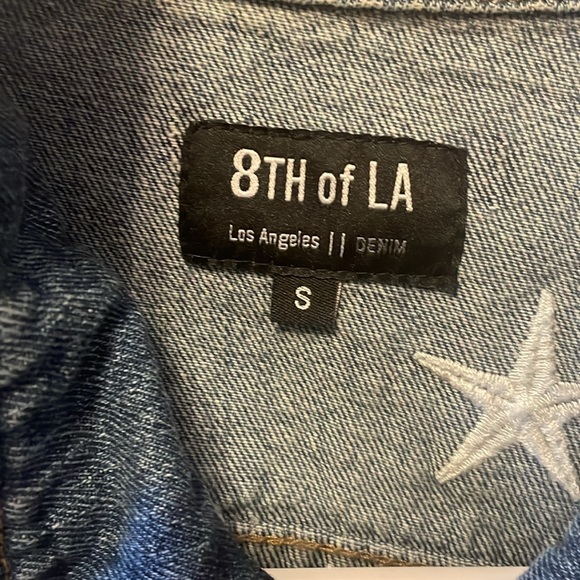 8TH of LA
Los Angeles || DENIM
S